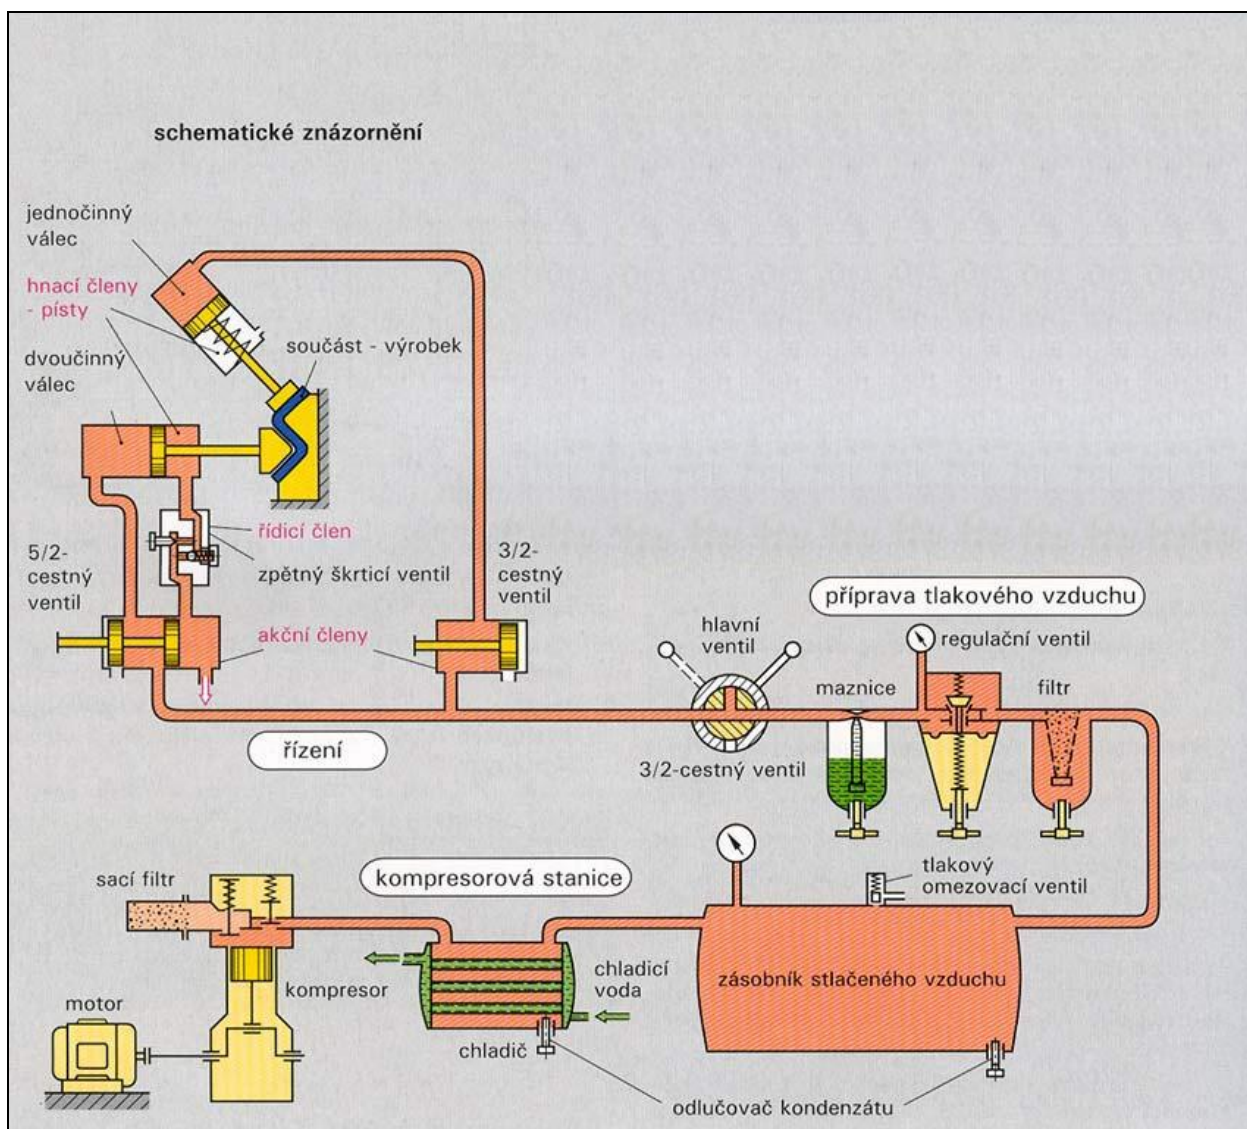 schematické znázornění
jednočinný
válec
hnací členy
- písty
dvoučinný
válec
součást - výrobek
řídicí člen
zpětný škrticí ventil
5/2-
cestný
ventil
3/2-
cestný
ventil
akční členy
řízení
příprava tlakového vzduchu
hlavní
ventil
regulační ventil
maznice
filtr
3/2-cestný ventil
kompresorová stanice
tlakový
omezovací ventil
sací filtr
kompresor
motor
chladicí
voda
chladič
zásobník stlačeného vzduchu
odlučovač kondenzátu